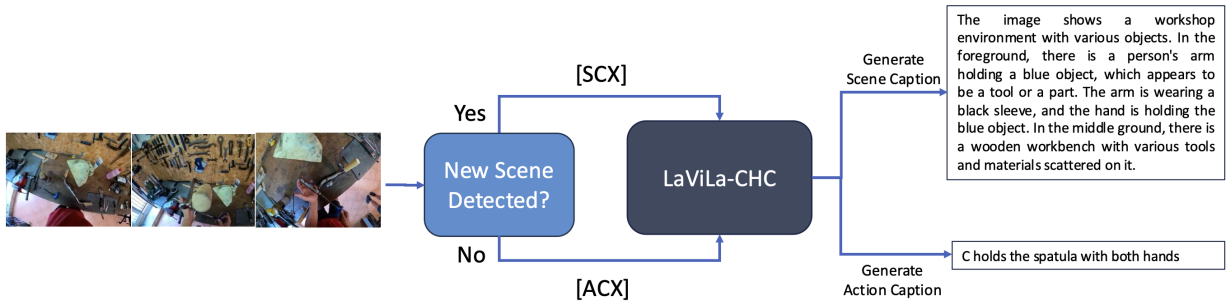 [SCX]
Yes
New Scene
Detected?
No
[ACX]
LaViLa-CHC
Generate
Scene Caption
The image shows a workshop
environment with various objects. In the
foreground, there is a person's arm
holding a blue object, which appears to
be a tool or a part. The arm is wearing a
black sleeve, and the hand is holding the
blue object. In the middle ground, there is
a wooden workbench with various tools
and materials scattered on it.
Generate
Action Caption
C holds the spatula with both hands